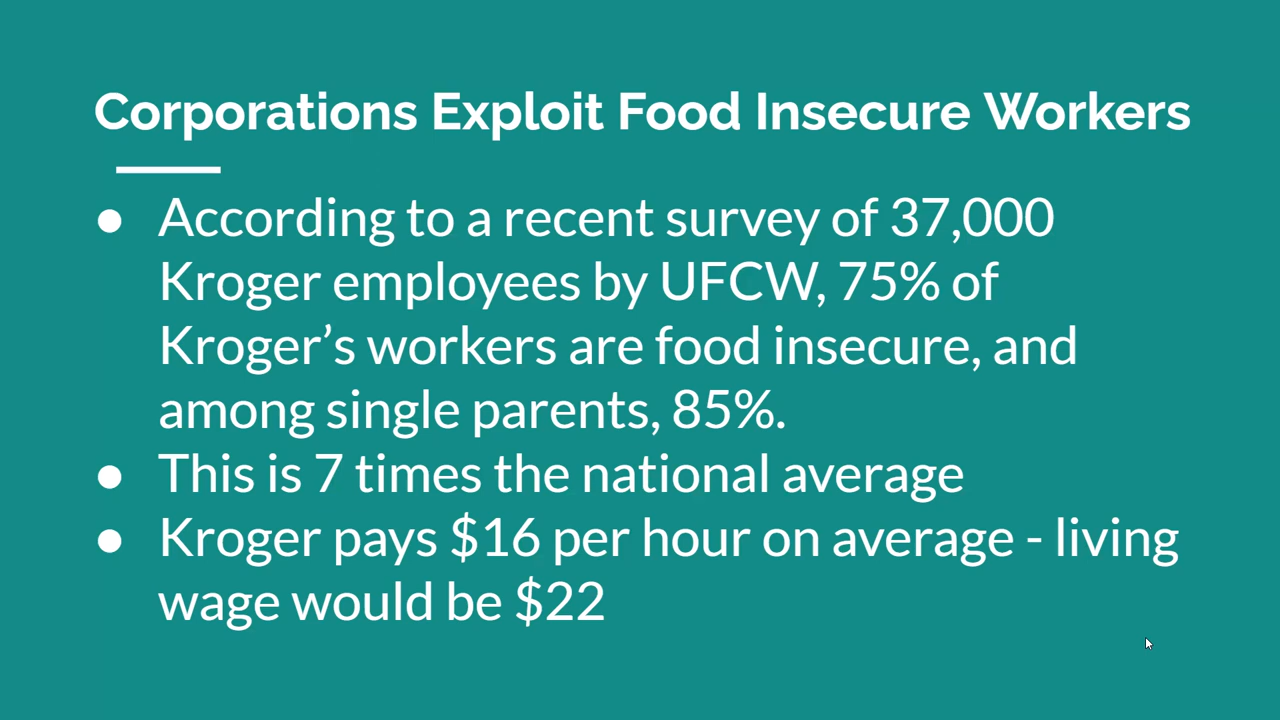 Corporations Exploit Food Insecure Workers
● According to a recent survey of 37,000
Kroger employees by UFCW, 75% of
Kroger’s workers are food insecure, and
among single parents, 85%.
● This is 7 times the national average
● Kroger pays $16 per hour on average - living
wage would be $22